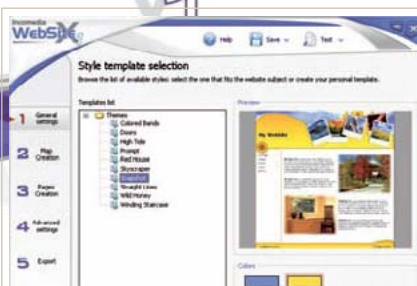 incomedia
WebSite
Help
Save
Test
Style template selection
Browse the list of available styles: select the one that fits the website subject or create your personal template.
Templates list
Preview
Themes
Colored Bands
Doors
High Tide
Prompt
Red House
Skyscraper
Snapshot
Straight Lines
Wild Honey
Winding Staircase
My Website
1 General settings
2 Map Creation
3 Pages Creation
4 Advanced settings
5 Export
Colors